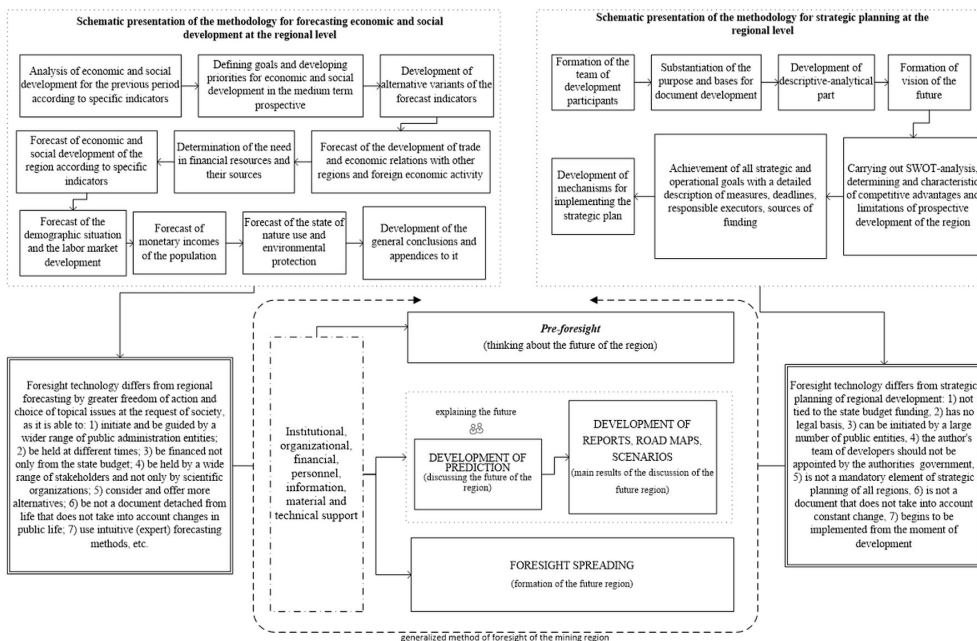 Schematic presentation of the methodology for forecasting economic and social
development at the regional level
Analysis of economic and social
development for the previous period
according to specific indicators
Defining goals and developing
priorities for economic and social
development in the medium term
prospective
Development of
alternative variants of the
forecast indicators
Forecast of economic and
social development of the
region according to specific
indicators
Determination of the need
in financial resources and
their sources
Forecast of the development of trade
and economic relations with other
regions and foreign economic activity
Forecast of the
demographic situation
and the labor market
development
Forecast of
monetary incomes
of the population
Forecast of the state of
nature use and
environmental
protection
Development of the
general conclusions and
appendices to it
Schematic presentation of the methodology for strategic planning at the
regional level
Formation of the
team of
development
participants
Substantiation of the
purpose and bases for
document development
Development of
descriptive-analytical
part
Formation of
vision of the
future
Development of
mechanisms for
implementing the
strategic plan
Achievement of all strategic and
operational goals with a detailed
description of measures, deadlines,
responsible executors, sources of
funding
Carrying out SWOT-analysis,
determining and characteristic
of competitive advantages and
limitations of prospective
development of the region
Foresight technology differs from regional
forecasting by greater freedom of action and
choice of topical issues at the request of society,
as it is able to: 1) initiate and be guided by a
wider range of public administration entities;
2) be held at different times; 3) be financed not
only from the state budget; 4) be held by a wide
range of stakeholders and not only by scientific
organizations; 5) consider and offer more
alternatives; 6) be not a document detached from
life that does not take into account changes in
public life; 7) use intuitive (expert) forecasting
methods, etc.
Institutional,
organizational,
financial,
personnel,
information,
material and
technical support
Pre-foresight
(thinking about the future of the region)
explaining the future
DEVELOPMENT OF
PREDICTION
(discussing the future of
the region)
DEVELOPMENT OF
REPORTS, ROAD MAPS,
SCENARIOS
(main results of the discussion of the
future region)
FORESIGHT SPREADING
(formation of the future region)
generalized method of foresight of the mining region
Foresight technology differs from strategic
planning of regional development: 1) not
tied to the state budget funding, 2) has no
legal basis, 3) can be initiated by a large
number of public entities, 4) the author's
team of developers should not be
appointed by the authorities government,
5) is not a mandatory element of strategic
planning of all regions, 6) is not a
document that does not take into account
constant change, 7) begins to be
implemented from the moment of
development